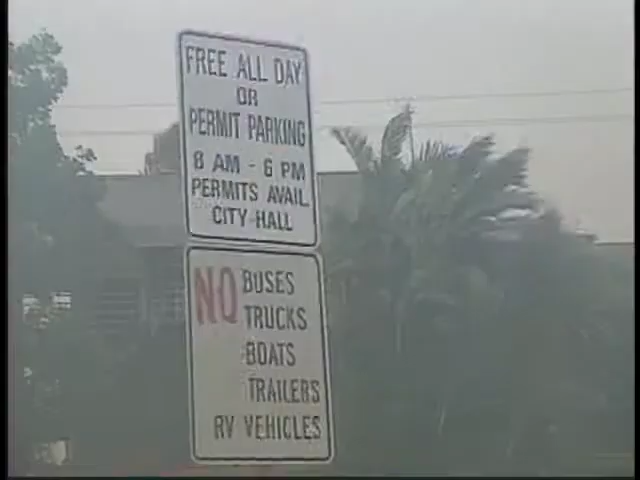 FREE ALL DAY
OR
PERMIT PARKING
8 AM - 6 PM
PERMITS AVAIL.
CITY HALL
NO BUSES
TRUCKS
BOATS
TRAILERS
RV VEHICLES